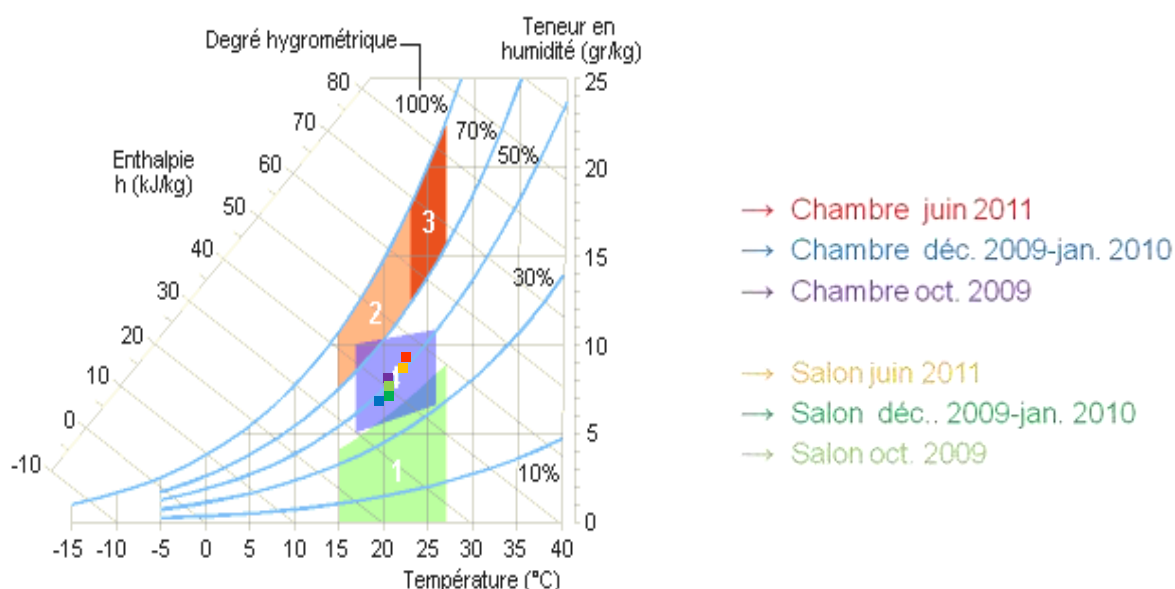 Teneur en
humidité (gr/kg)
Degré hygrométrique
80
100%
25
70
70%
60
50%
20
Enthalpie
h (kJ/kg)
50
3
40
15
30%
30
2
20
10
10
0
5
-10
1
10%
0
-15 -10 -5 0 5 10 15 20 25 30 35 40
Température (°C)
→ Chambre juin 2011
→ Chambre déc. 2009-jan. 2010
→ Chambre oct. 2009
→ Salon juin 2011
→ Salon déc.. 2009-jan. 2010
→ Salon oct. 2009